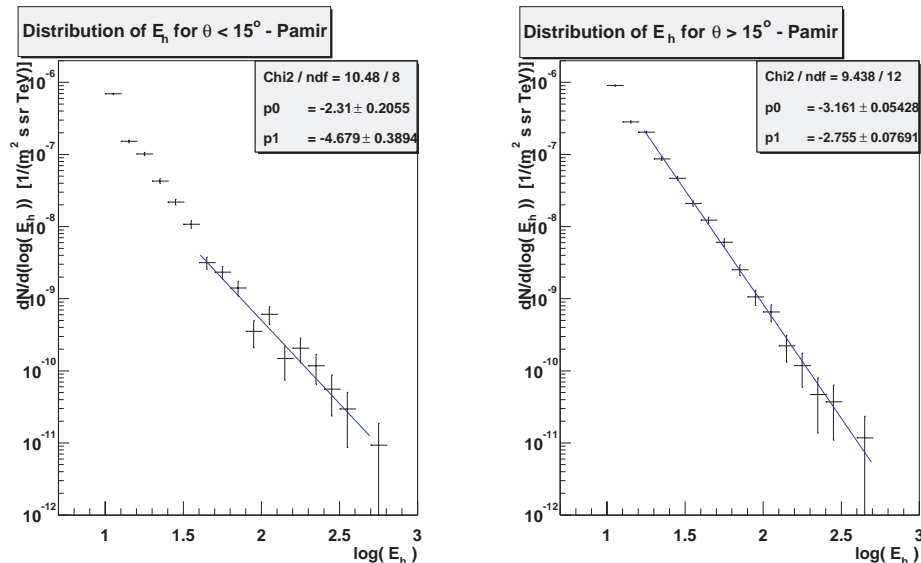 Distribution of E_h for θ < 15° - Pamir
Chi2 / ndf = 10.48 / 8
p0 = -2.31 ± 0.2055
p1 = -4.679 ± 0.3894
dN/d(log( E_h )) [1/(m² s sr TeV)]
10⁻⁶
10⁻⁷
10⁻⁸
10⁻⁹
10⁻¹⁰
10⁻¹¹
10⁻¹²
1 1.5 2 2.5 3
log( E_h )
Distribution of E_h for θ > 15° - Pamir
Chi2 / ndf = 9.438 / 12
p0 = -3.161 ± 0.05428
p1 = -2.755 ± 0.07691
dN/d(log( E_h )) [1/(m² s sr TeV)]
10⁻⁶
10⁻⁷
10⁻⁸
10⁻⁹
10⁻¹⁰
10⁻¹¹
10⁻¹²
1 1.5 2 2.5 3
log( E_h )